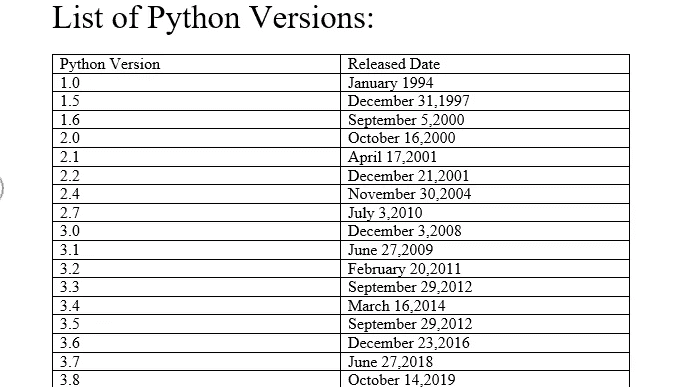 List of Python Versions:
Python Version Released Date
1.0 January 1994
1.5 December 31,1997
1.6 September 5,2000
2.0 October 16,2000
2.1 April 17,2001
2.2 December 21,2001
2.4 November 30,2004
2.7 July 3,2010
3.0 December 3,2008
3.1 June 27,2009
3.2 February 20,2011
3.3 September 29,2012
3.4 March 16,2014
3.5 September 29,2012
3.6 December 23,2016
3.7 June 27,2018
3.8 October 14,2019